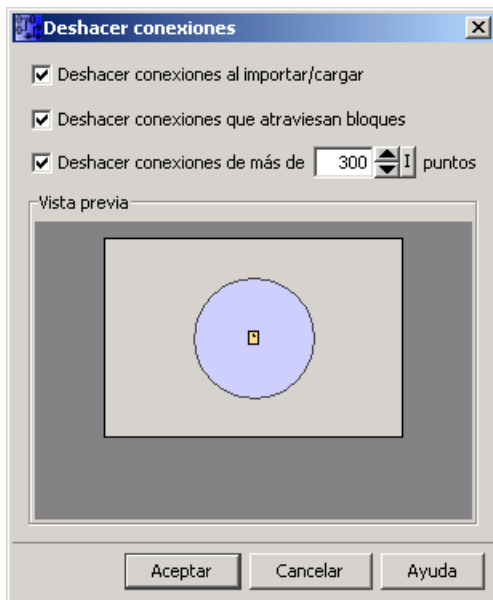 Deshacer conexiones
Deshacer conexiones al importar/cargar
Deshacer conexiones que atraviesan bloques
Deshacer conexiones de más de 300 I puntos
Vista previa
Aceptar Cancelar Ayuda